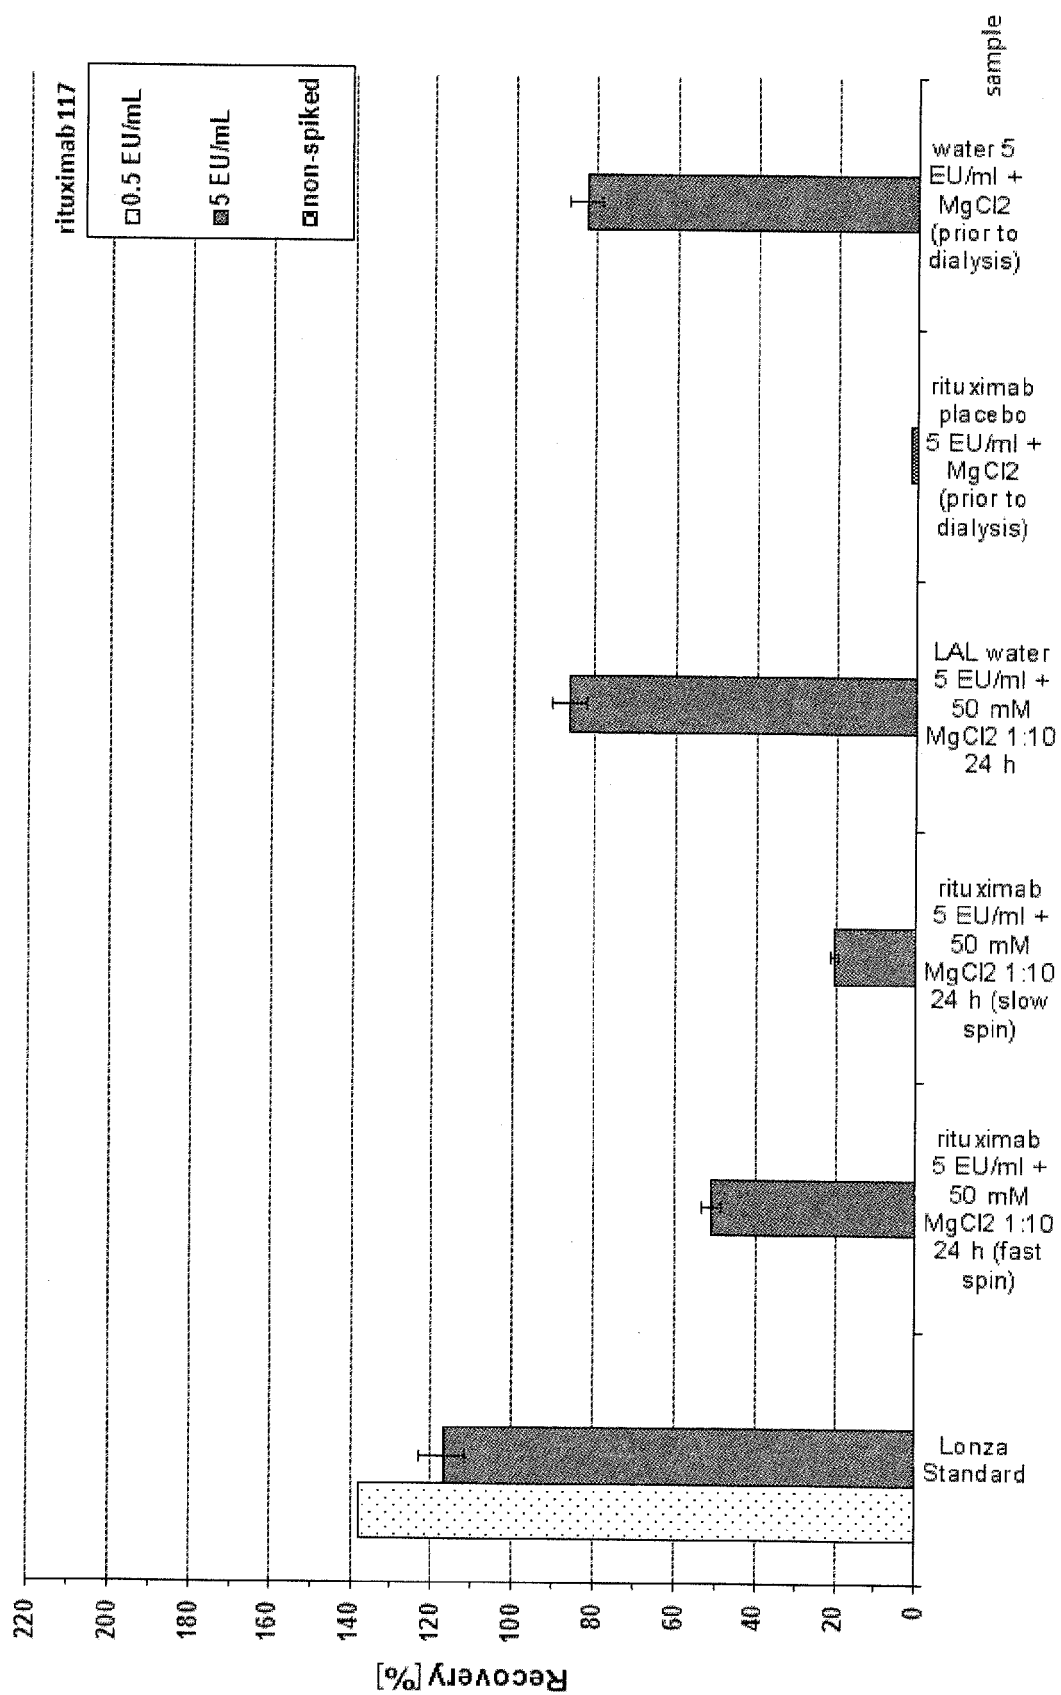 rituximab 117
0.5 EU/mL
5 EU/mL
non-spiked
Recovery [%]
220
200
180
160
140
120
100
80
60
40
20
0
Lonza
Standard
rituximab
5 EU/ml +
50 mM
MgCl2 1:10
24 h (fast
spin)
rituximab
5 EU/ml +
50 mM
MgCl2 1:10
24 h (slow
spin)
LAL water
5 EU/ml +
50 mM
MgCl2 1:10
24 h
rituximab
placebo
5 EU/ml +
MgCl2
(prior to
dialysis)
water 5
EU/ml +
MgCl2
(prior to
dialysis)
sample